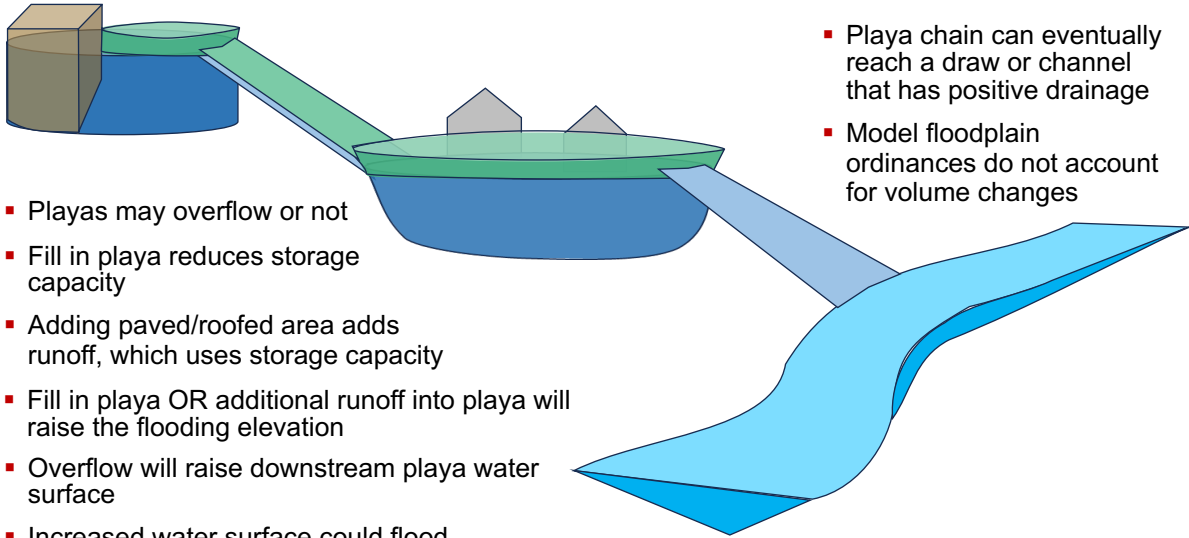 ▪ Playa chain can eventually
reach a draw or channel
that has positive drainage
▪ Model floodplain
ordinances do not account
for volume changes
▪ Playas may overflow or not
▪ Fill in playa reduces storage
capacity
▪ Adding paved/roofed area adds
runoff, which uses storage capacity
▪ Fill in playa OR additional runoff into playa will
raise the flooding elevation
▪ Overflow will raise downstream playa water
surface
▪ Increased water surface could flood